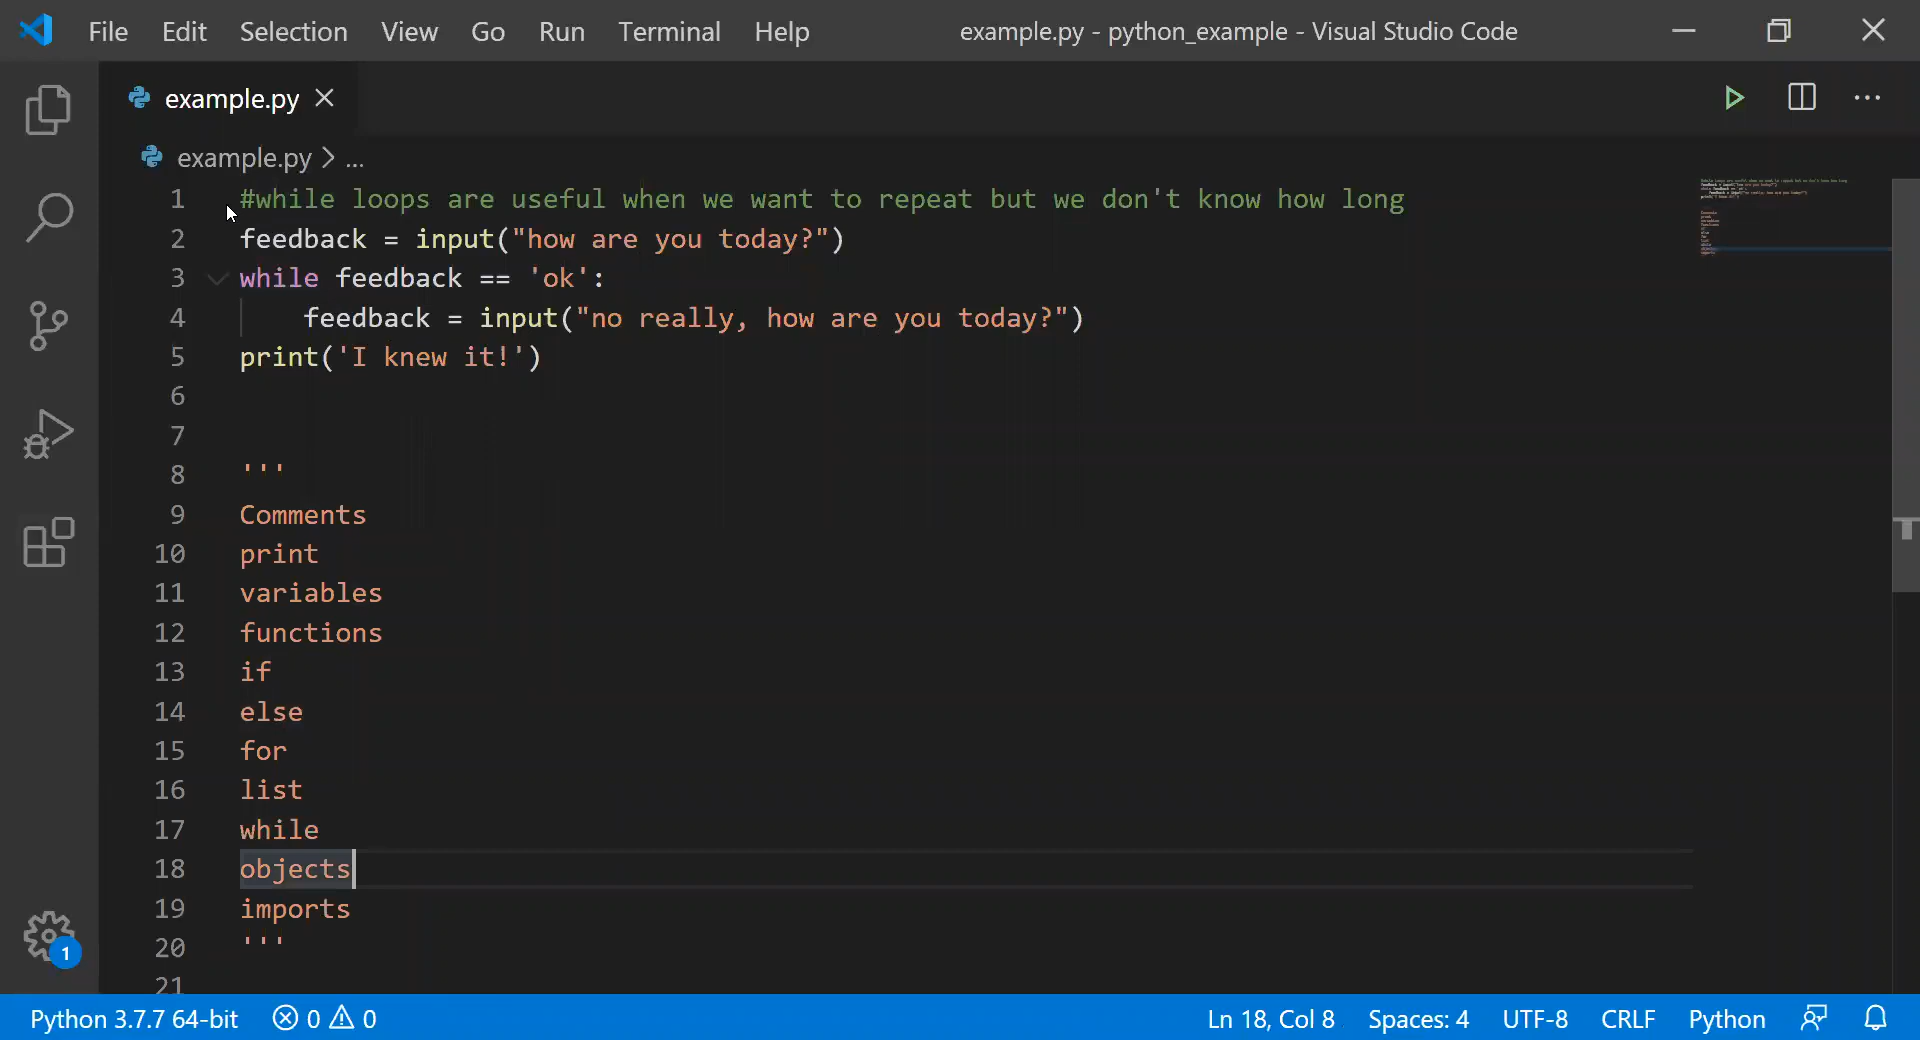 File Edit Selection View Go Run Terminal Help example.py - python_example - Visual Studio Code
example.py
example.py > ...
1 #while loops are useful when we want to repeat but we don't know how long
2 feedback = input("how are you today?")
3 while feedback == 'ok':
4     feedback = input("no really, how are you today?")
5 print('I knew it!')
6
7
8 '''
9 Comments
10 print
11 variables
12 functions
13 if
14 else
15 for
16 list
17 while
18 objects
19 imports
20 '''
21
1
Python 3.7.7 64-bit 0 0 Ln 18, Col 8 Spaces: 4 UTF-8 CRLF Python